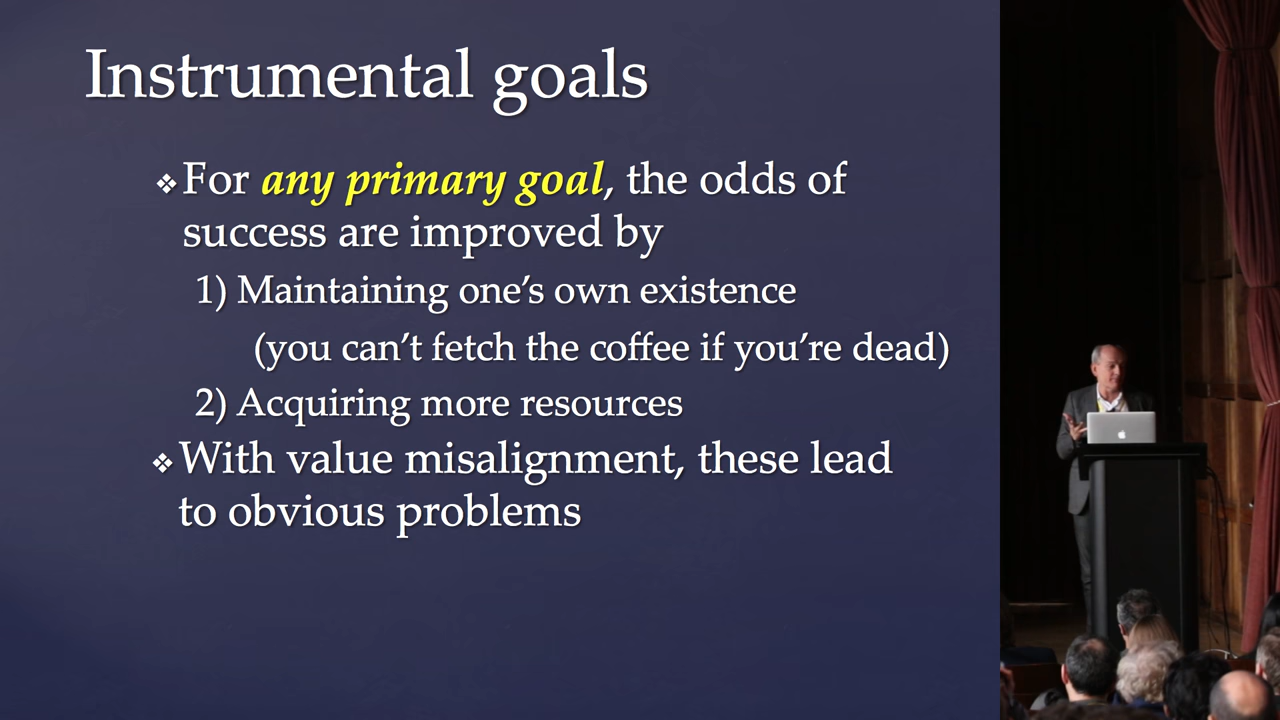 Instrumental goals
❖For any primary goal, the odds of
success are improved by
1) Maintaining one’s own existence
(you can’t fetch the coffee if you’re dead)
2) Acquiring more resources
❖With value misalignment, these lead
to obvious problems